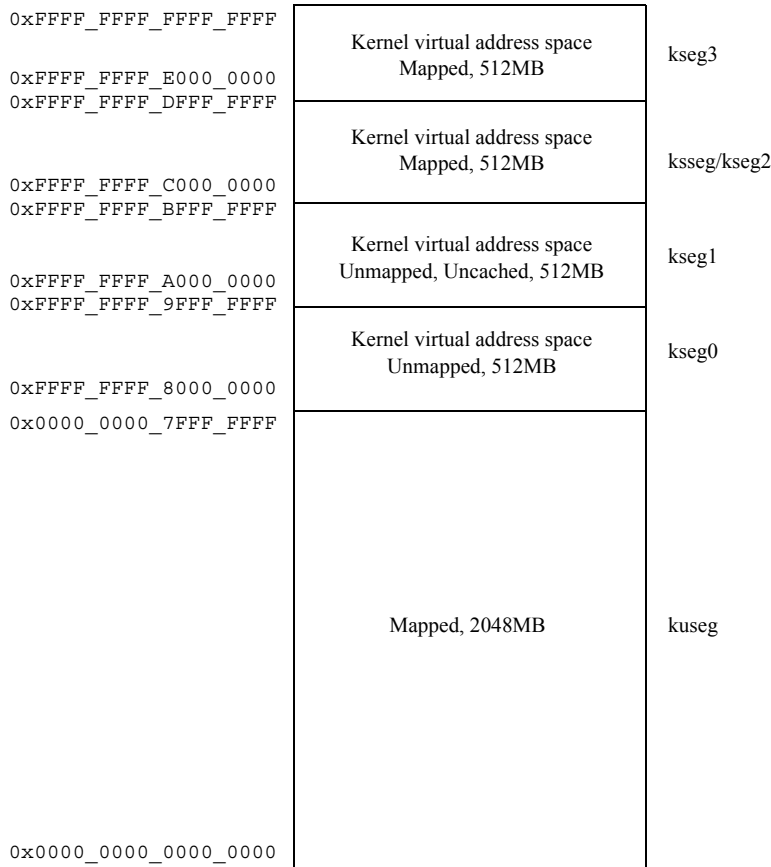 0xFFFF_FFFF_FFFF_FFFF
Kernel virtual address space
Mapped, 512MB
kseg3
0xFFFF_FFFF_E000_0000
0xFFFF_FFFF_DFFF_FFFF
Kernel virtual address space
Mapped, 512MB
ksseg/kseg2
0xFFFF_FFFF_C000_0000
0xFFFF_FFFF_BFFF_FFFF
Kernel virtual address space
Unmapped, Uncached, 512MB
kseg1
0xFFFF_FFFF_A000_0000
0xFFFF_FFFF_9FFF_FFFF
Kernel virtual address space
Unmapped, 512MB
kseg0
0xFFFF_FFFF_8000_0000
0x0000_0000_7FFF_FFFF
Mapped, 2048MB
kuseg
0x0000_0000_0000_0000